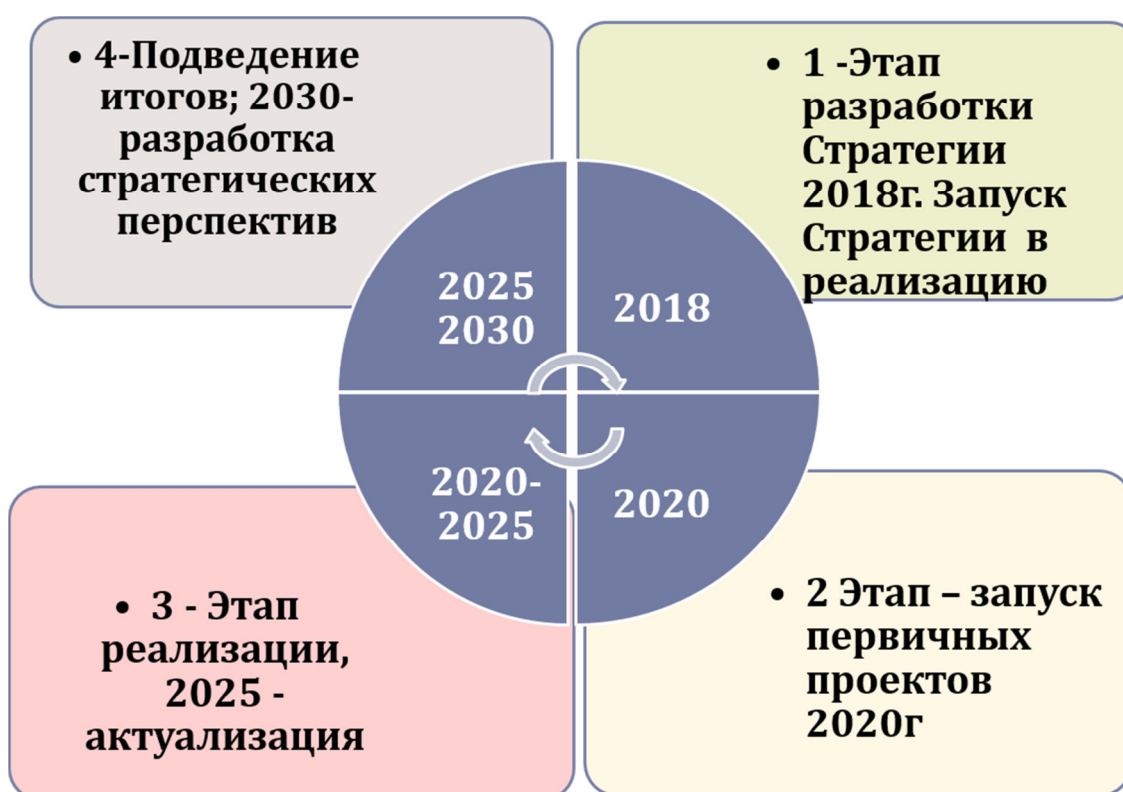 • 4-Подведение
итогов; 2030-
разработка
стратегических
перспектив
• 1 -Этап
разработки
Стратегии
2018г. Запуск
Стратегии в
реализацию
2025
2030
2018
2020-
2025
2020
• 3 - Этап
реализации,
2025 -
актуализация
• 2 Этап – запуск
первичных
проектов
2020г